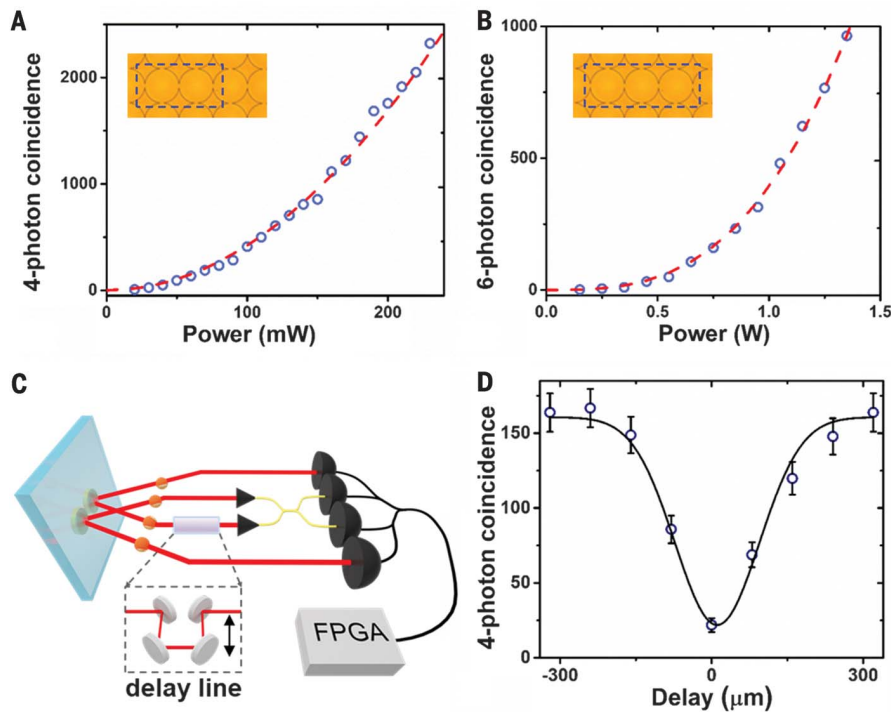 A
4-photon coincidence
2000
1000
0
0
100
200
Power (mW)
B
6-photon coincidence
1000
500
0
0.0
0.5
1.0
1.5
Power (W)
C
FPGA
delay line
D
4-photon coincidence
150
100
50
0
-300
0
300
Delay (μm)